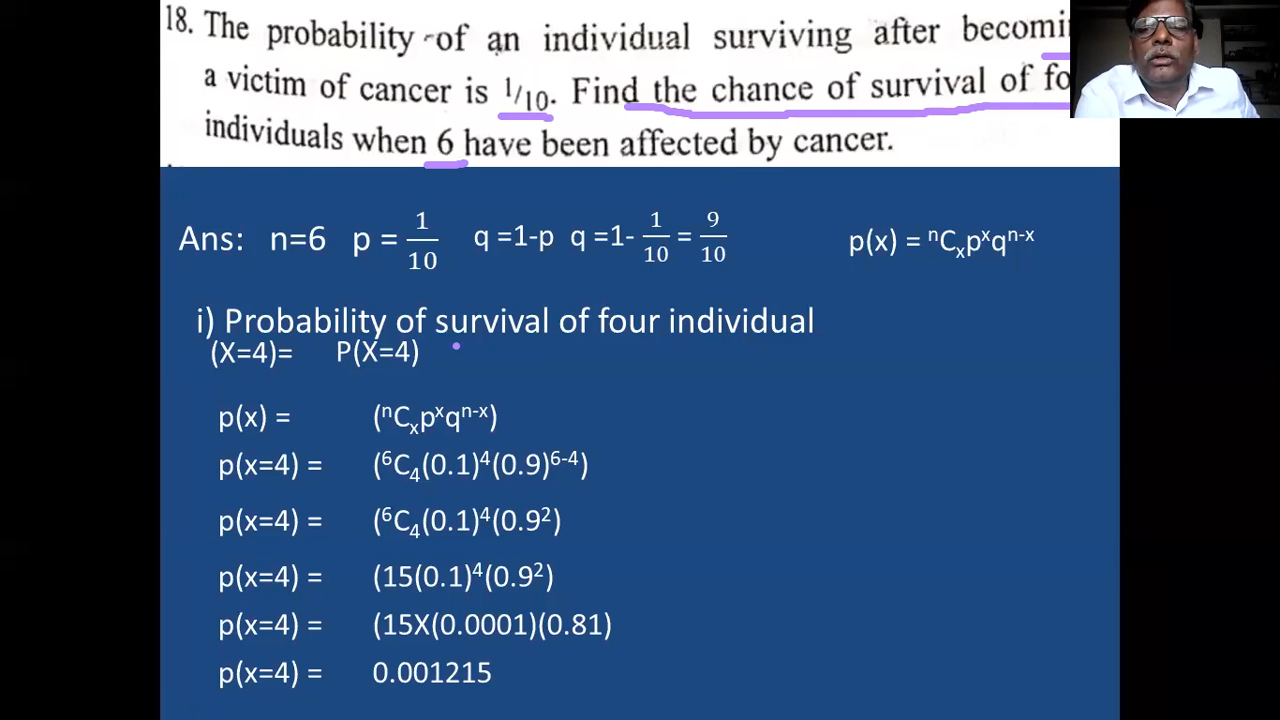 18. The probability of an individual surviving after
a victim of cancer is 1/10. Find the chance of survival of
individuals when 6 have been affected by cancer.
Ans: n=6 p = 1/10 q =1-p q =1- 1/10 = 9/10 p(x) = ⁿCₓpˣqⁿ⁻ˣ
i) Probability of survival of four individual
(X=4)= P(X=4)
p(x) = (ⁿCₓpˣqⁿ⁻ˣ)
p(x=4) = (⁶C₄(0.1)⁴(0.9)⁶⁻⁴)
p(x=4) = (⁶C₄(0.1)⁴(0.9²)
p(x=4) = (15(0.1)⁴(0.9²)
p(x=4) = (15X(0.0001)(0.81)
p(x=4) = 0.001215